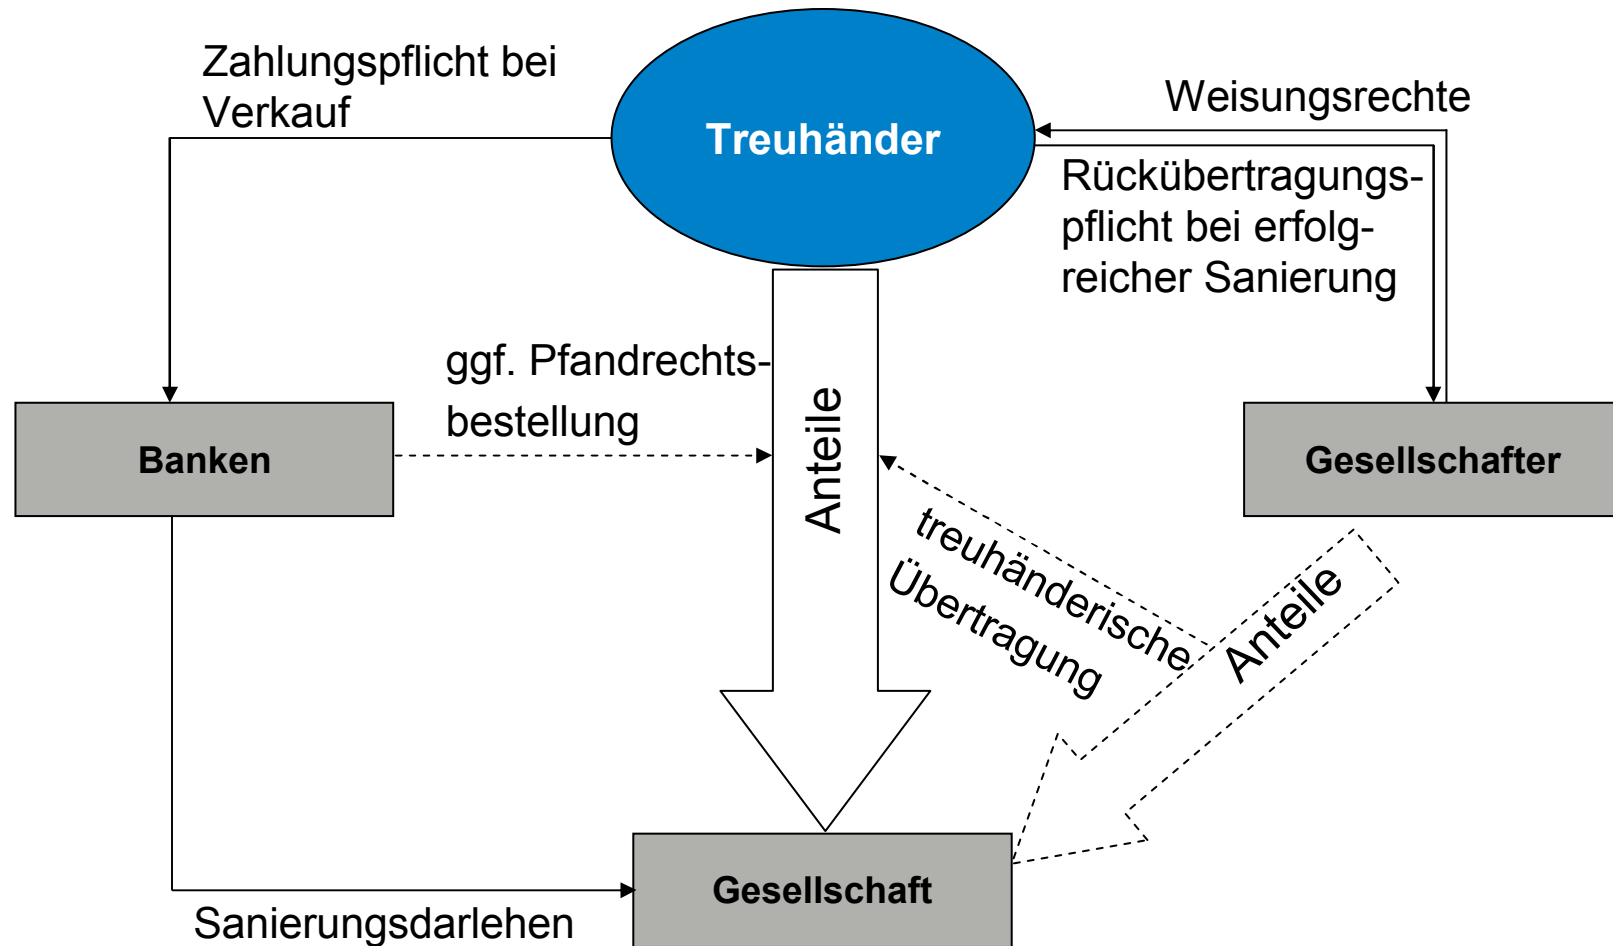 Zahlungspflicht bei
Verkauf
Treuhänder
Weisungsrechte
Rückübertragungs-
pflicht bei erfolg-
reicher Sanierung
ggf. Pfandrechts-
bestellung
Anteile
Banken
Gesellschafter
treuhänderische
Übertragung
Anteile
Gesellschaft
Sanierungsdarlehen